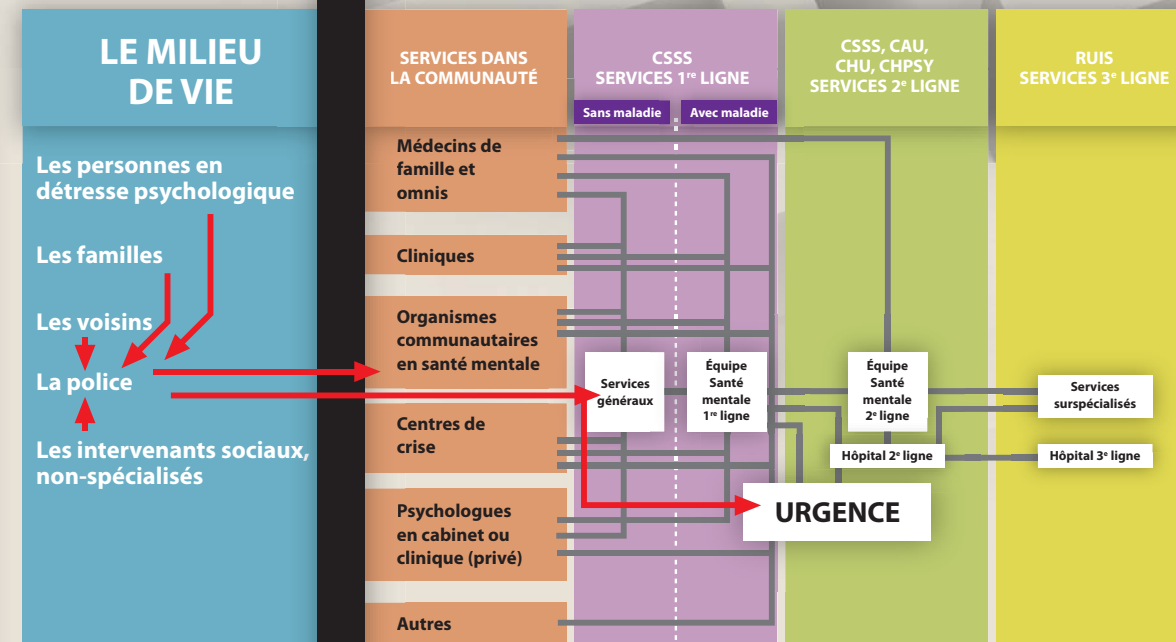 LE MILIEU
DE VIE
Les personnes en
détresse psychologique
Les familles
Les voisins
La police
Les intervenants sociaux,
non-spécialisés
SERVICES DANS
LA COMMUNAUTÉ
Médecins de
famille et
omnis
Cliniques
Organismes
communautaires
en santé mentale
Centres de
crise
Psychologues
en cabinet ou
clinique (privé)
Autres
CSSS
SERVICES 1re LIGNE
Sans maladie
Avec maladie
Services
généraux
Équipe
Santé
mentale
1re ligne
CSSS, CAU,
CHU, CHPSY
SERVICES 2e LIGNE
Équipe
Santé
mentale
2e ligne
Hôpital 2e ligne
URGENCE
RUIS
SERVICES 3e LIGNE
Services
surspécialisés
Hôpital 3e ligne